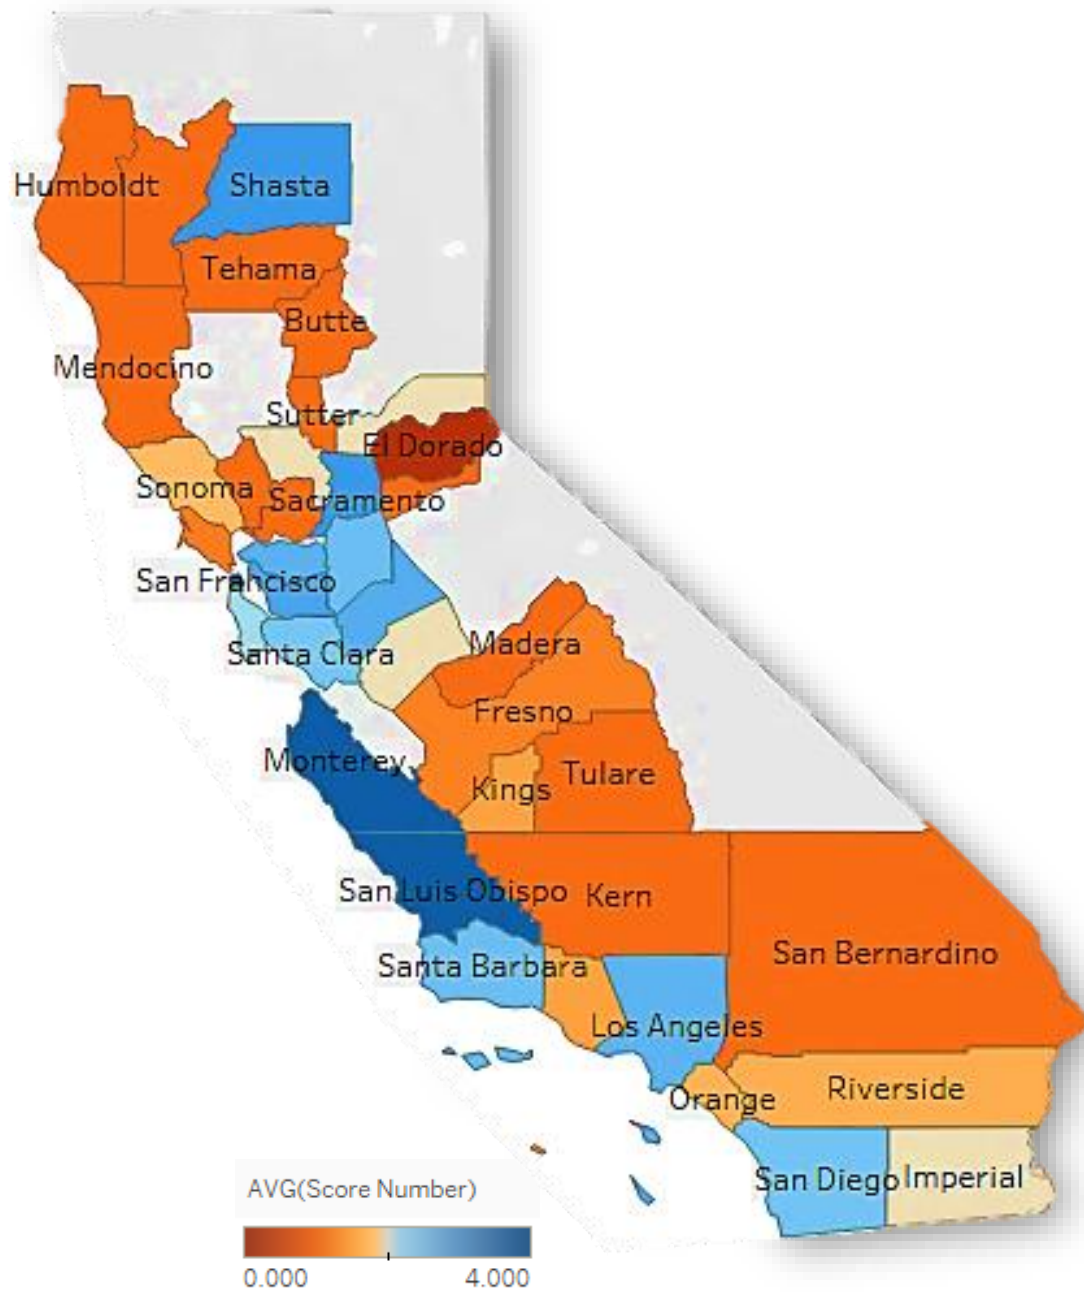 Humboldt
Shasta
Tehama
Butte
Mendocino
Sutter
El Dorado
Sonoma
Sacramento
San Francisco
Santa Clara
Madera
Fresno
Monterey
Kings
Tulare
San Luis Obispo
Kern
San Bernardino
Santa Barbara
Los Angeles
Orange
Riverside
San Diego
Imperial
AVG(Score Number)
0.000
4.000